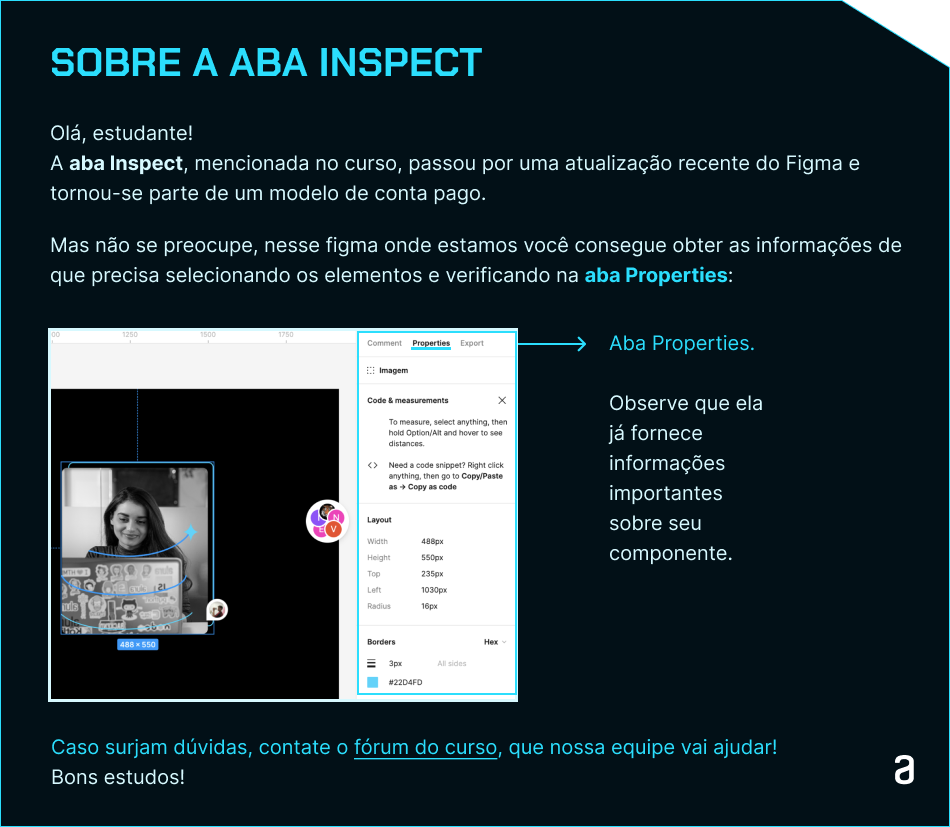 SOBRE A ABA INSPECT
Olá, estudante!
A aba Inspect, mencionada no curso, passou por uma atualização recente do Figma e
tornou-se parte de um modelo de conta pago.
Mas não se preocupe, nesse figma onde estamos você consegue obter as informações de
que precisa selecionando os elementos e verificando na aba Properties:
00 1250 1500 1750
Comment Properties Export
Imagem
Code & measurements
To measure, select anything, then
hold Option/Alt and hover to see
distances.
Need a code snippet? Right click
anything, then go to Copy/Paste
as → Copy as code
Layout
Width 488px
Height 550px
Top 235px
Left 1030px
Radius 16px
Borders Hex
3px All sides
#22D4FD
N
E V
488 × 550
Aba Properties.
Observe que ela
já fornece
informações
importantes
sobre seu
componente.
Caso surjam dúvidas, contate o fórum do curso, que nossa equipe vai ajudar!
Bons estudos!
a